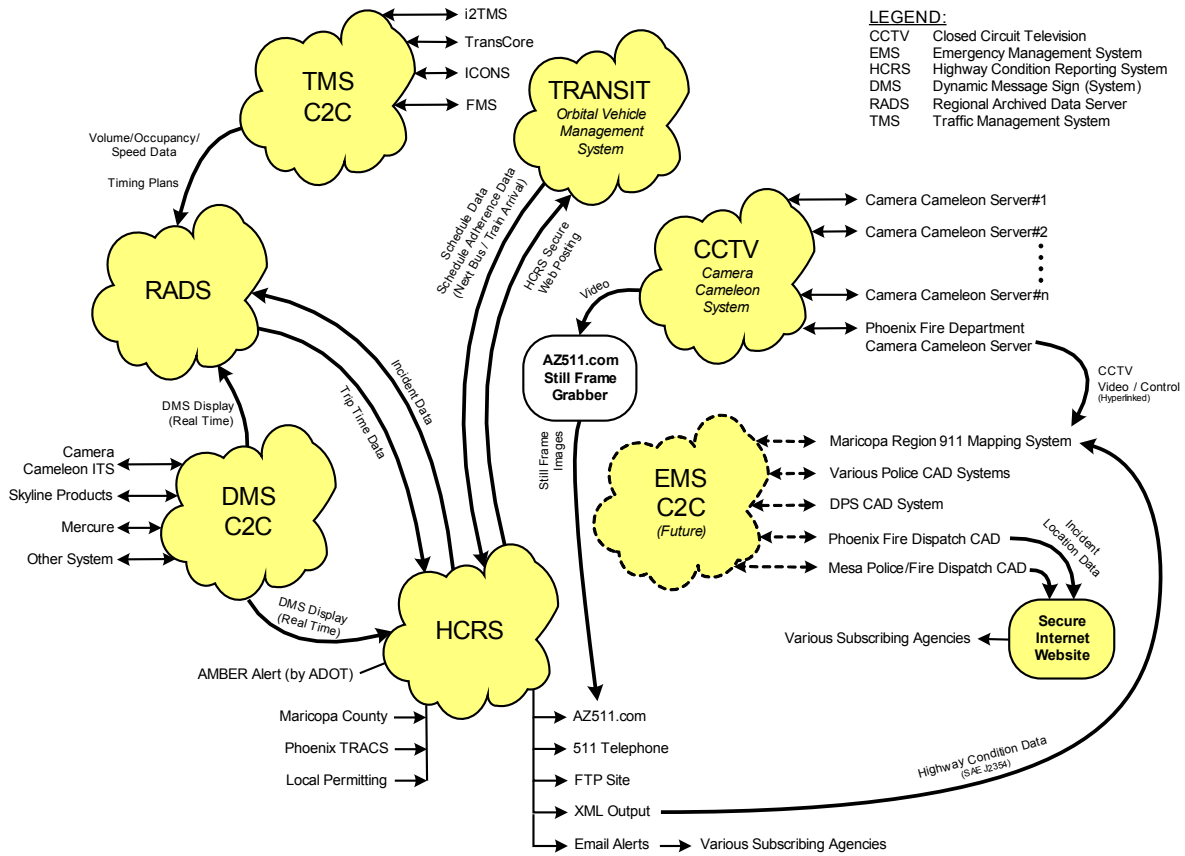 LEGEND:
CCTV Closed Circuit Television
EMS Emergency Management System
HCRS Highway Condition Reporting System
DMS Dynamic Message Sign (System)
RADS Regional Archived Data Server
TMS Traffic Management System
TMS
C2C
i2TMS
TransCore
ICONS
FMS
Volume/Occupancy/
Speed Data
Timing Plans
TRANSIT
Orbital Vehicle
Management
System
Schedule Data
Schedule Adherence Data
(Next Bus / Train Arrival)
HCRS Secure
Web Posting
CCTV
Camera
Cameleon
System
Camera Cameleon Server#1
Camera Cameleon Server#2
Camera Cameleon Server#n
Phoenix Fire Department
Camera Cameleon Server
Video
AZ511.com
Still Frame
Grabber
Still Frame
Images
CCTV
Video / Control
(Hyperlinked)
RADS
Trip Time Data
Incident Data
DMS Display
(Real Time)
DMS
C2C
Camera
Cameleon ITS
Skyline Products
Mercure
Other System
DMS Display
(Real Time)
EMS
C2C
(Future)
Maricopa Region 911 Mapping System
Various Police CAD Systems
DPS CAD System
Phoenix Fire Dispatch CAD
Mesa Police/Fire Dispatch CAD
Incident
Location Data
Secure
Internet
Website
Various Subscribing Agencies
HCRS
AMBER Alert (by ADOT)
Maricopa County
Phoenix TRACS
Local Permitting
AZ511.com
511 Telephone
FTP Site
XML Output
Email Alerts
Various Subscribing Agencies
Highway Condition Data
(SAE J2354)